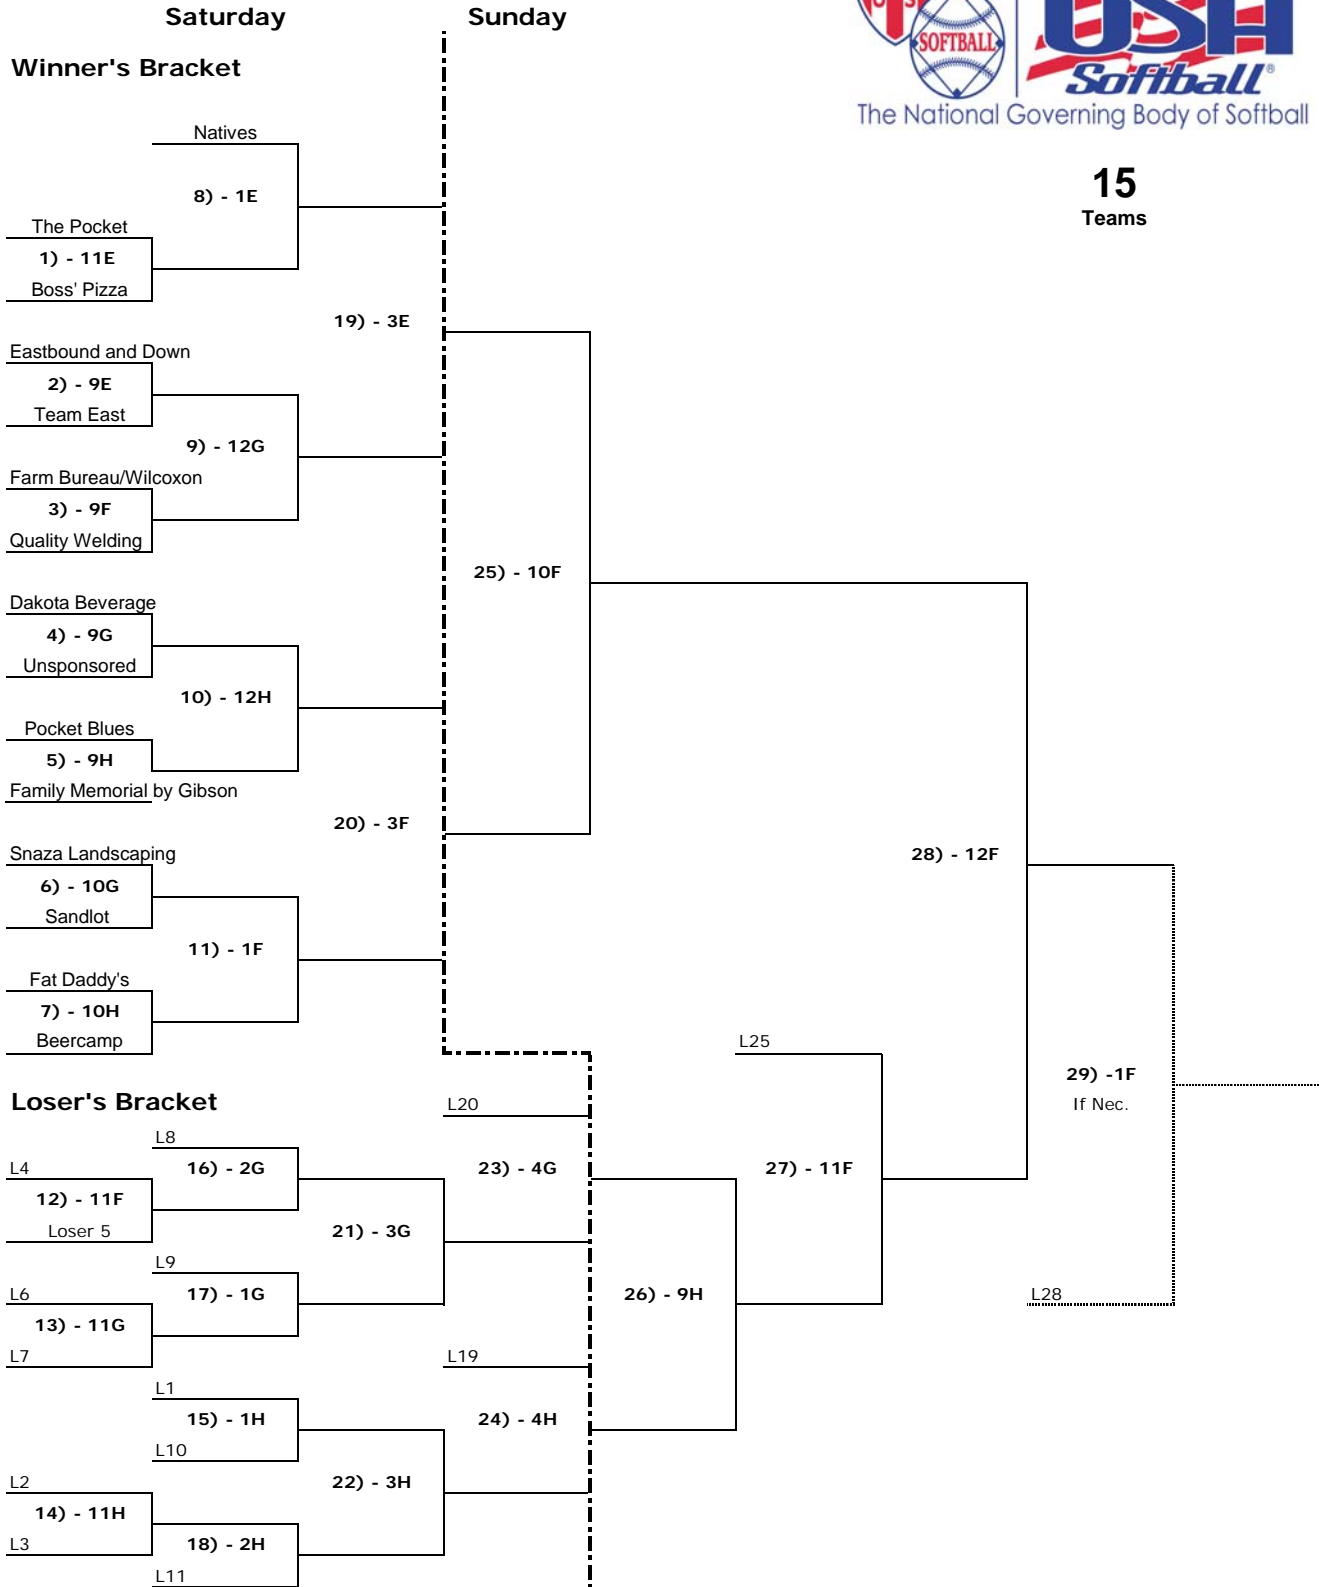 Saturday
Sunday
SOFTBALL
USA
Softball®
The National Governing Body of Softball
Winner's Bracket
15
Teams
Natives
8) - 1E
The Pocket
1) - 11E
Boss' Pizza
19) - 3E
Eastbound and Down
2) - 9E
Team East
9) - 12G
Farm Bureau/Wilcoxon
3) - 9F
Quality Welding
25) - 10F
Dakota Beverage
4) - 9G
Unsponsored
10) - 12H
Pocket Blues
5) - 9H
Family Memorial by Gibson
20) - 3F
Snaza Landscaping
6) - 10G
Sandlot
11) - 1F
Fat Daddy's
7) - 10H
Beercamp
28) - 12F
L25
29) -1F
If Nec.
Loser's Bracket
L20
L8
L4
16) - 2G
23) - 4G
27) - 11F
12) - 11F
Loser 5
21) - 3G
L9
L6
17) - 1G
26) - 9H
L28
13) - 11G
L7
L19
L1
15) - 1H
24) - 4H
L10
L2
22) - 3H
14) - 11H
L3
18) - 2H
L11